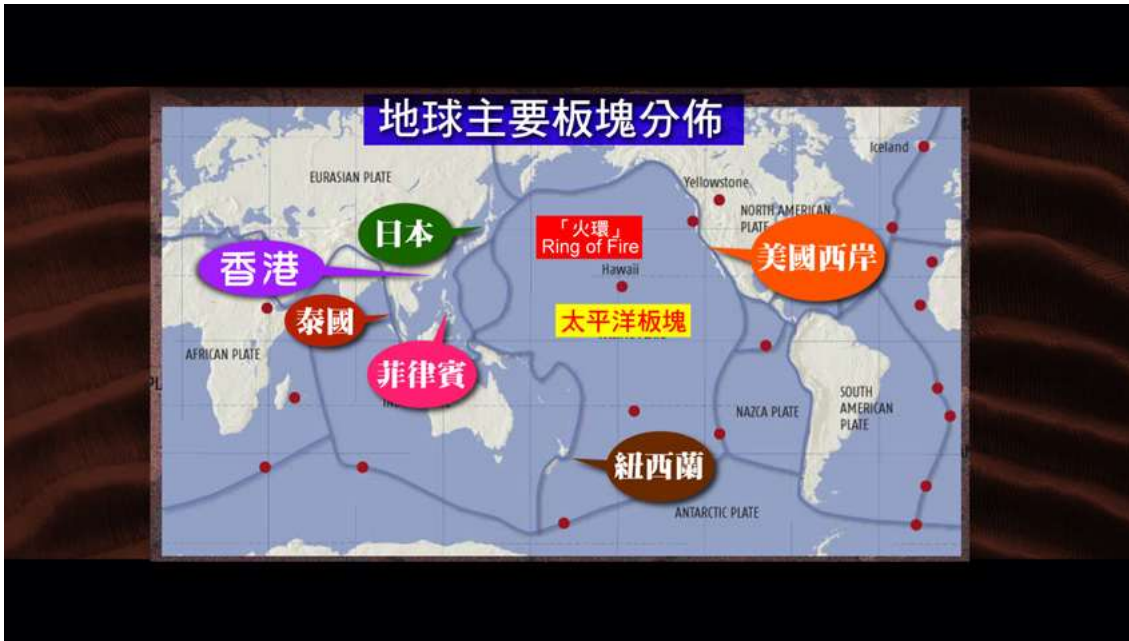 地球主要板塊分佈
Iceland
EURASIAN PLATE
Yellowstone
NORTH AMERICAN
PLATE
日本
「火環」
Ring of Fire
美國西岸
香港
Hawaii
泰國
太平洋板塊
AFRICAN PLATE
菲律賓
SOUTH
AMERICAN
PLATE
NAZCA PLATE
紐西蘭
ANTARCTIC PLATE